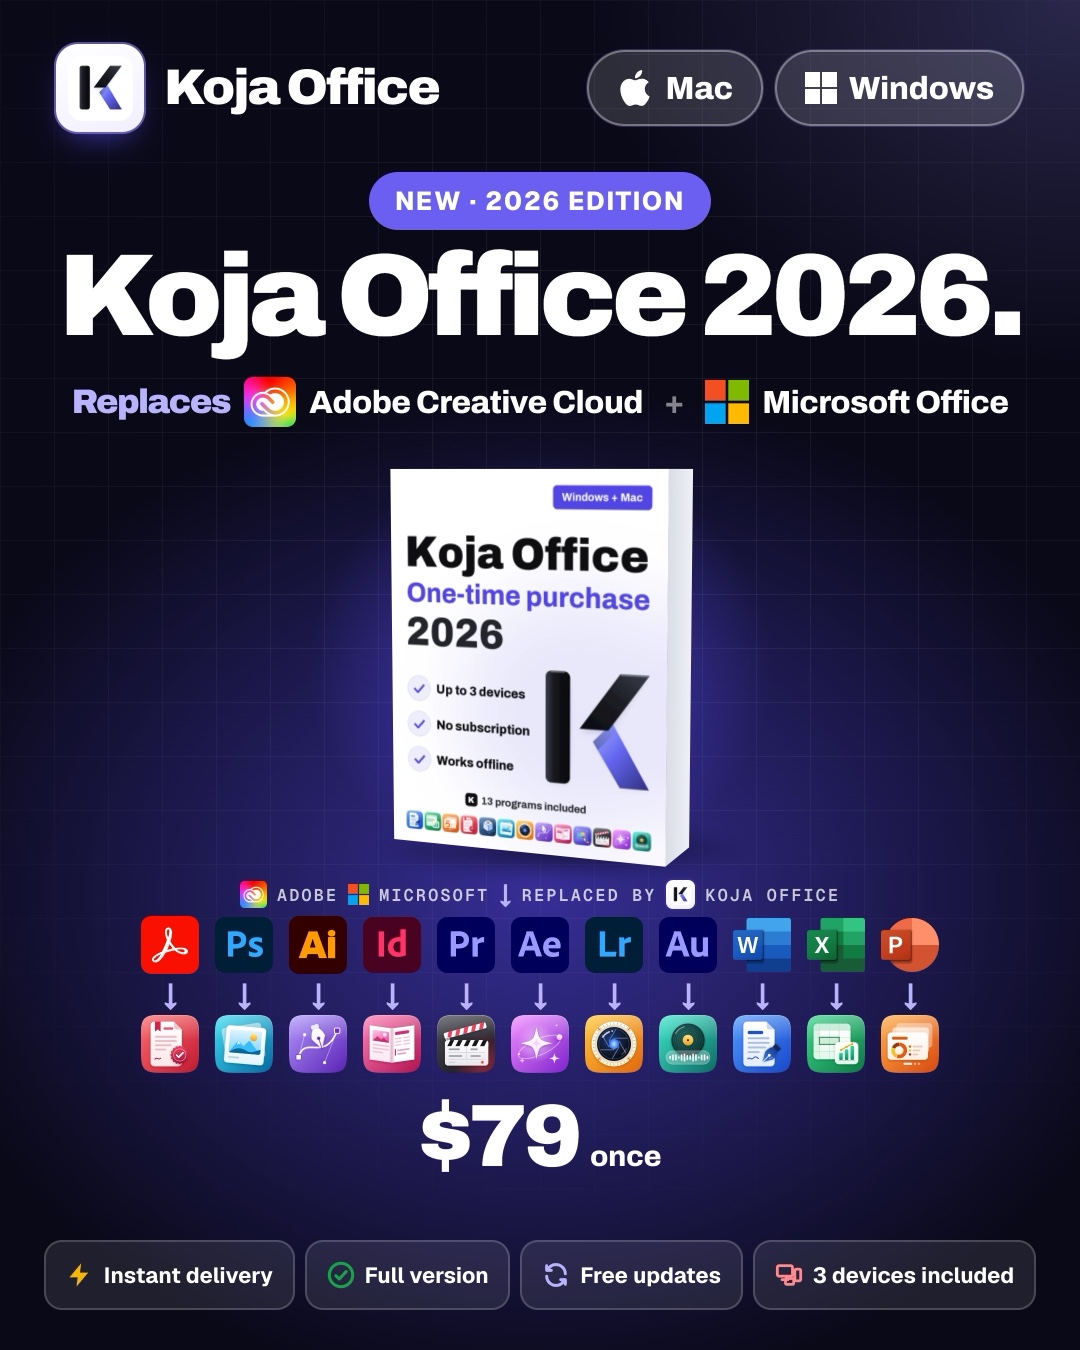 K Koja Office
Mac
Windows
NEW · 2026 EDITION
Koja Office 2026.
Replaces Adobe Creative Cloud + Microsoft Office
Windows + Mac
Koja Office
One-time purchase
2026
Up to 3 devices
No subscription
Works offline
K
K 13 programs included
ADOBE MICROSOFT ↓ REPLACED BY K KOJA OFFICE
Ps Ai Id Pr Ae Lr Au W X P
$79 once
Instant delivery
Full version
Free updates
3 devices included